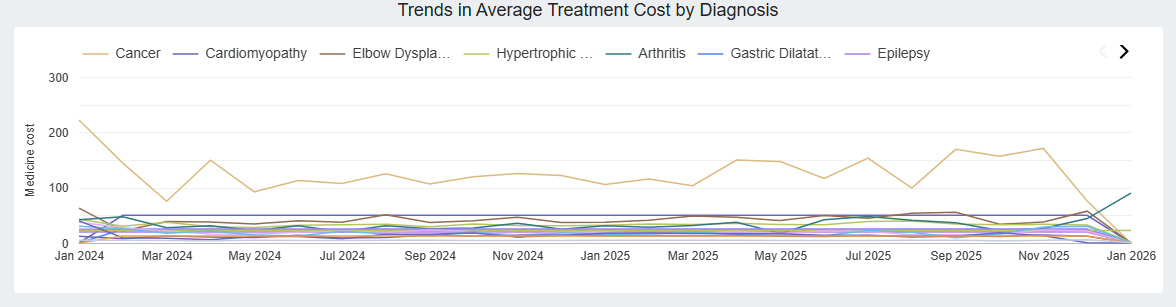 Trends in Average Treatment Cost by Diagnosis
Cancer Cardiomyopathy Elbow Dyspla... Hypertrophic ... Arthritis Gastric Dilatat... Epilepsy
300
200
100
0
Medicine cost
Jan 2024 Mar 2024 May 2024 Jul 2024 Sep 2024 Nov 2024 Jan 2025 Mar 2025 May 2025 Jul 2025 Sep 2025 Nov 2025 Jan 2026